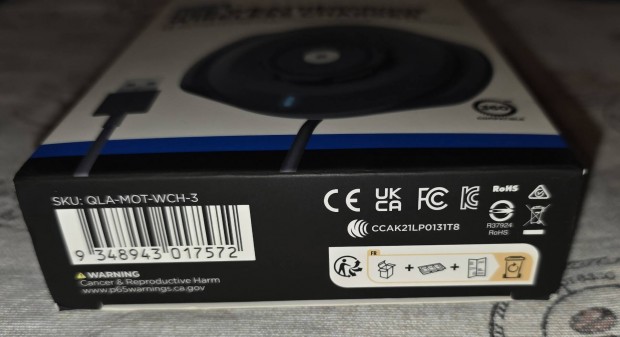 360
SKU: QLA-MOT-WCH-3
9 348943 017572
WARNING
Cancer & Reproductive Harm
www.p65warnings.ca.gov
CE UK CA FC RoHS
CCAK21LP0131T8
R37924
RoHS
FR
+ +